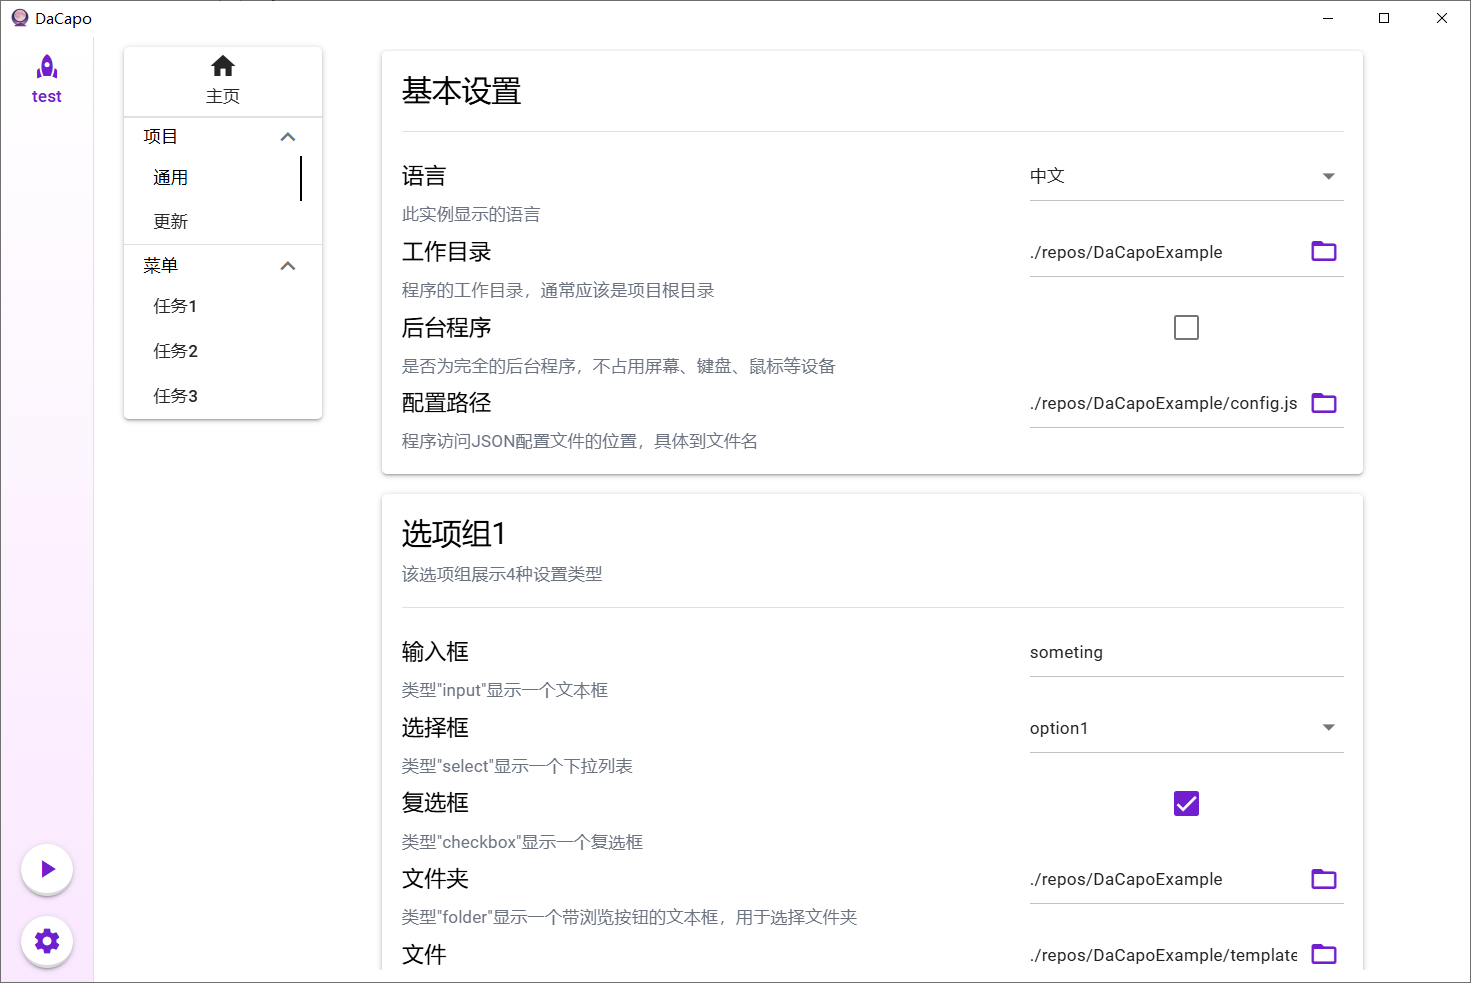 DaCapo
test
主页
项目
通用
更新
菜单
任务1
任务2
任务3
基本设置
语言
中文
此实例显示的语言
工作目录
./repos/DaCapoExample
程序的工作目录，通常应该是项目根目录
后台程序
是否为完全的后台程序，不占用屏幕、键盘、鼠标等设备
配置路径
./repos/DaCapoExample/config.js
程序访问JSON配置文件的位置，具体到文件名
选项组1
该选项组展示4种设置类型
输入框
someting
类型"input"显示一个文本框
选择框
option1
类型"select"显示一个下拉列表
复选框
类型"checkbox"显示一个复选框
文件夹
./repos/DaCapoExample
类型"folder"显示一个带浏览按钮的文本框，用于选择文件夹
文件
./repos/DaCapoExample/template